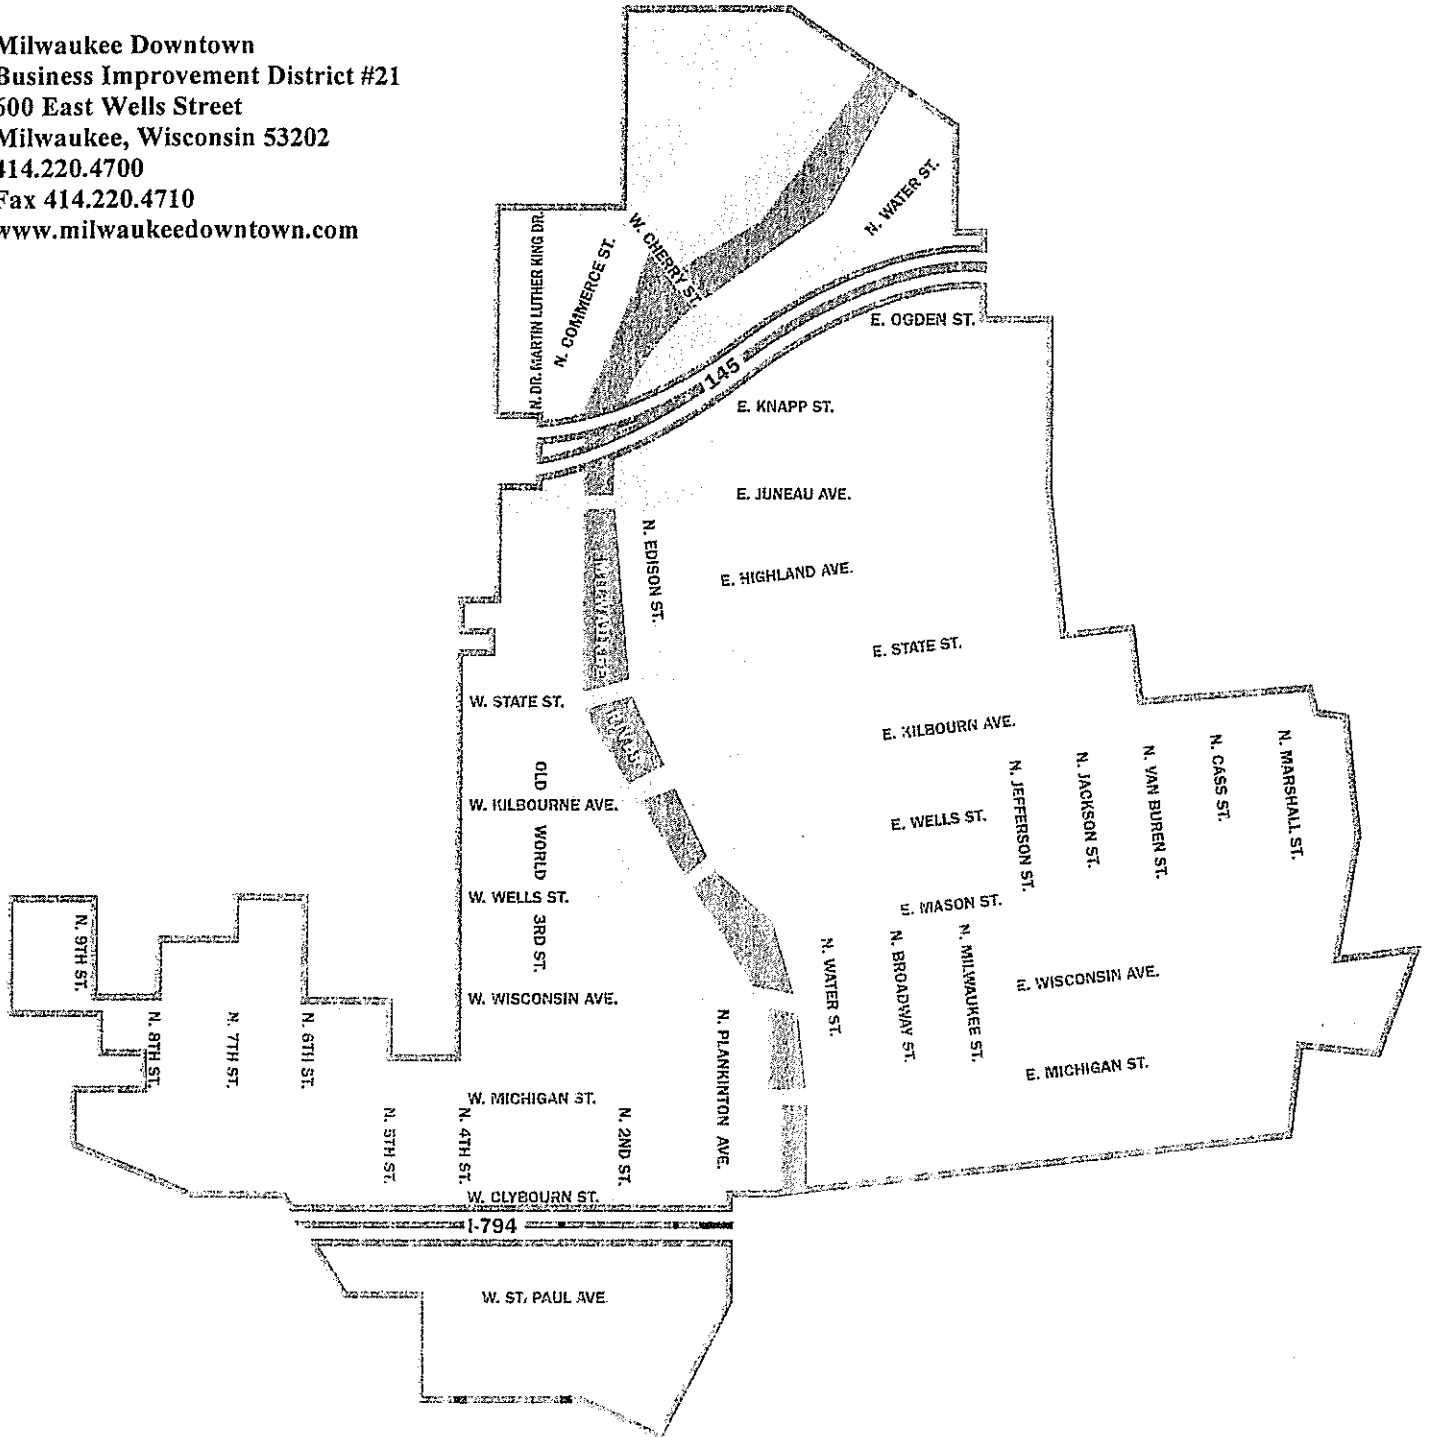 Milwaukee Downtown
Business Improvement District #21
600 East Wells Street
Milwaukee, Wisconsin 53202
414.220.4700
Fax 414.220.4710
www.milwaukeedowntown.com
N. WATER ST.
W. CHERRY ST.
N. DR. MARTIN LUTHER KING DR.
N. COMMERCE ST.
E. OGDEN ST.
145
E. KNAPP ST.
E. JUNEAU AVE.
N. EDISON ST.
E. HIGHLAND AVE.
E. STATE ST.
W. STATE ST.
E. KILBOURN AVE.
N. JEFFERSON ST.
N. JACKSON ST.
N. VAN BUREN ST.
N. CASS ST.
N. MARSHALL ST.
OLD
W. KILBOURNE AVE.
WORLD
E. WELLS ST.
W. WELLS ST.
3RD ST.
E. MASON ST.
N. 9TH ST.
N. WATER ST.
N. BROADWAY ST.
N. MILWAUKEE ST.
E. WISCONSIN AVE.
W. WISCONSIN AVE.
N. 8TH ST.
N. 7TH ST.
N. 6TH ST.
N. PLANKINTON AVE.
E. MICHIGAN ST.
W. MICHIGAN ST.
N. 5TH ST.
N. 4TH ST.
N. 2ND ST.
W. CLYBOURN ST.
I-794
W. ST. PAUL AVE.